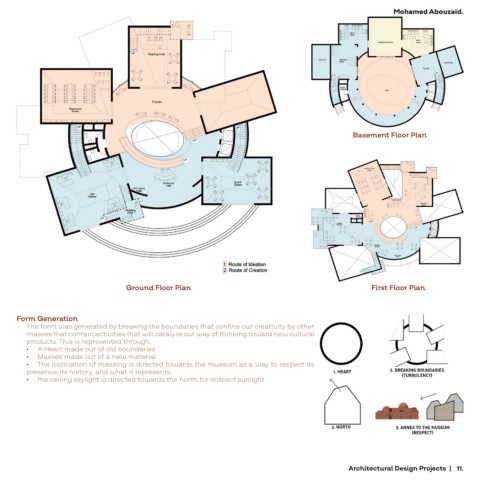 Mohamed Abouzaid.
Basement Floor Plan
1 Route of Ideation
2 Route of Creation
Ground Floor Plan
First Floor Plan
Form Generation.
The form was generated by breaking the boundaries that confine our creativity by other
masses that contain activities that will catalyze our way of thinking toward new cultural
products. This is represented through:
• A Heart made out of old boundaries
• Masses made out of a new material
• The inclination of massing is directed towards the museum as a way to respect its
presence, its history, and what it represents
• the ceiling skylight is directed towards the north for indirect sunlight.
1. HEART
2. BREAKING BOUNDARIES
(TURBULENCY)
3. NORTH
3. ANNEX TO THE MUSEUM
(RESPECT)
Architectural Design Projects | 11.